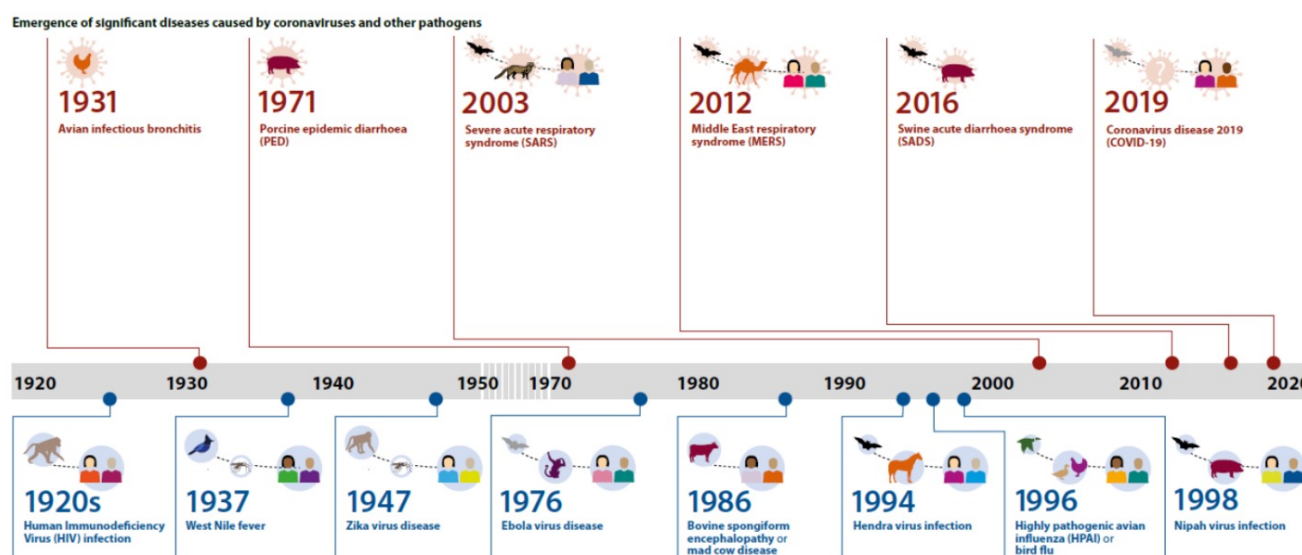 Emergence of significant diseases caused by coronaviruses and other pathogens
1931
Avian infectious bronchitis
1971
Porcine epidemic diarrhoea
(PED)
2003
Severe acute respiratory
syndrome (SARS)
2012
Middle East respiratory
syndrome (MERS)
2016
Swine acute diarrhoea syndrome
(SADS)
?
2019
Coronavirus disease 2019
(COVID-19)
1920 1930 1940 1950 1970 1980 1990 2000 2010 2020
1920s
Human Immunodeficiency
Virus (HIV) infection
1937
West Nile fever
1947
Zika virus disease
1976
Ebola virus disease
1986
Bovine spongiform
encephalopathy or
mad cow disease
1994
Hendra virus infection
1996
Highly pathogenic avian
influenza (HPAI) or
bird flu
1998
Nipah virus infection